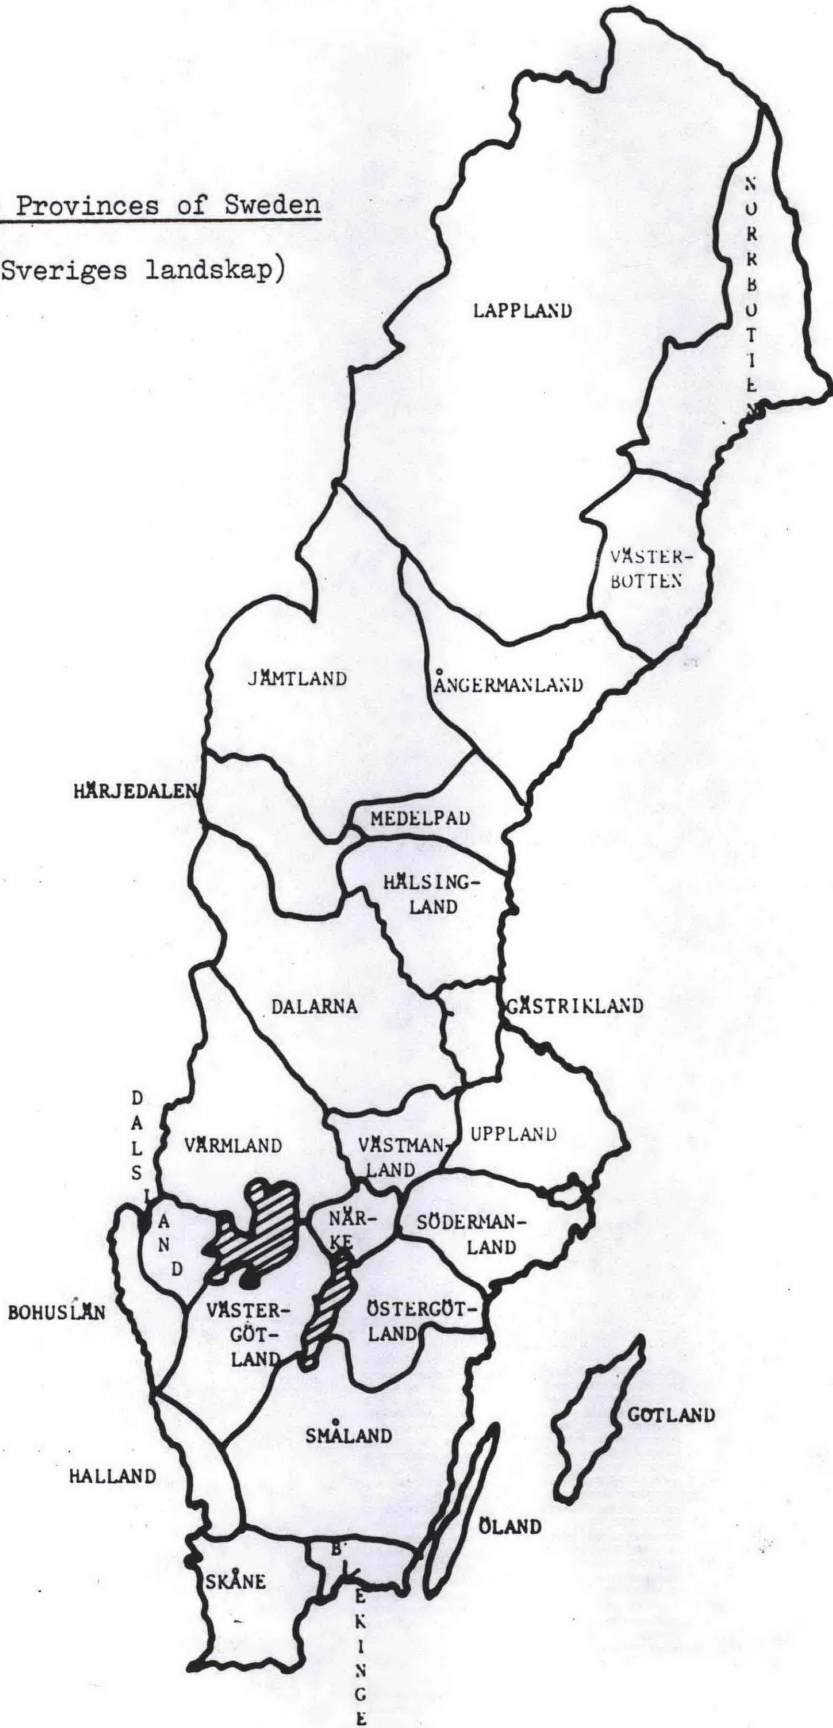 Provinces of Sweden
Sveriges landskap)
NORRBOTTEN
LAPPLAND
VÄSTER-
BOTTEN
JÄMTLAND
ÅNGERMANLAND
HÄRJEDALEN
MEDELPAD
HÄLSING-
LAND
DALARNA
GÄSTRIKLAND
DALSLAND
VÄRMLAND
VÄSTMAN-
LAND
UPPLAND
NÄR-
KE
SÖDERMAN-
LAND
BOHUSLÄN
VÄSTER-
GÖT-
LAND
ÖSTERGÖT-
LAND
GOTLAND
SMÅLAND
HALLAND
ÖLAND
SKÅNE
BLEKINGE